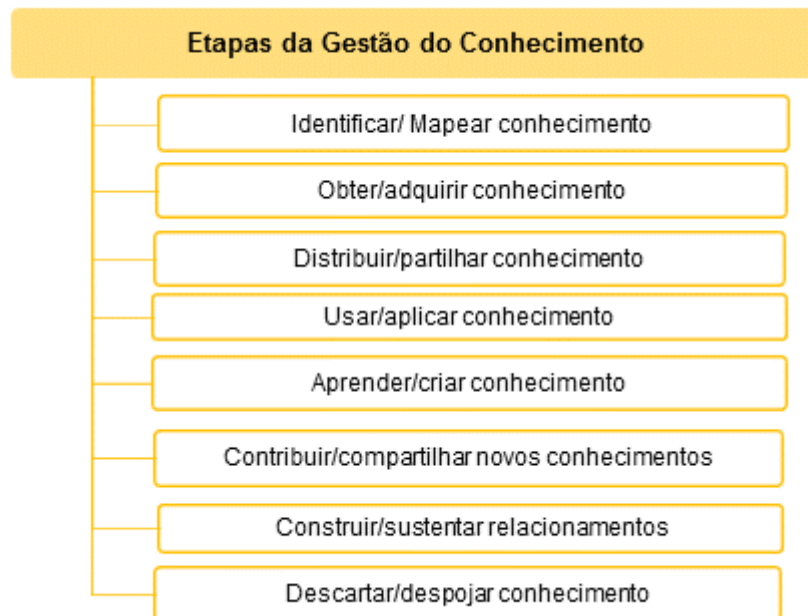 Etapas da Gestão do Conhecimento
Identificar/ Mapear conhecimento
Obter/adquirir conhecimento
Distribuir/partilhar conhecimento
Usar/aplicar conhecimento
Aprender/criar conhecimento
Contribuir/compartilhar novos conhecimentos
Construir/sustentar relacionamentos
Descartar/despojar conhecimento